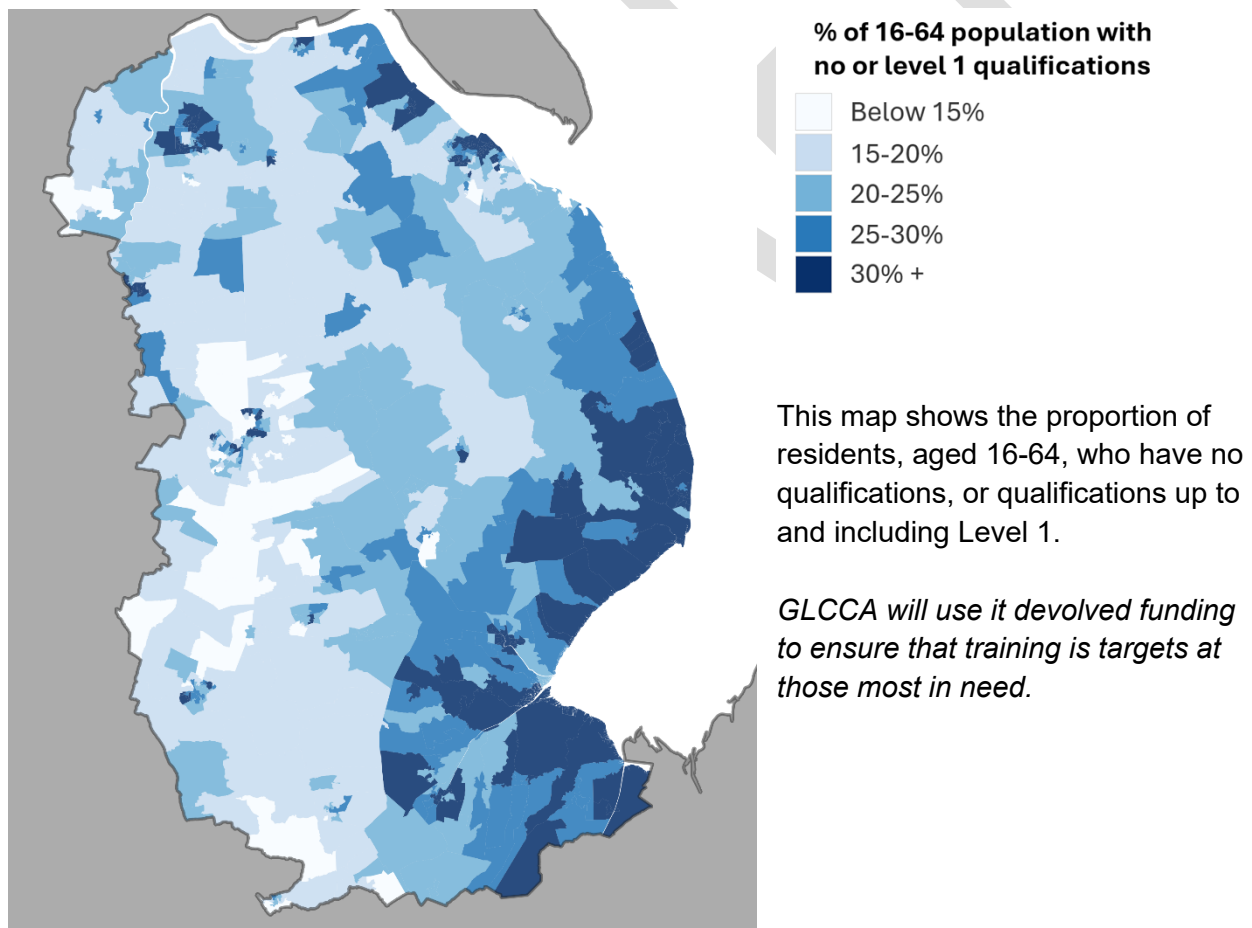 % of 16-64 population with
no or level 1 qualifications
Below 15%
15-20%
20-25%
25-30%
30% +
This map shows the proportion of
residents, aged 16-64, who have no
qualifications, or qualifications up to
and including Level 1.
GLCCA will use it devolved funding
to ensure that training is targets at
those most in need.